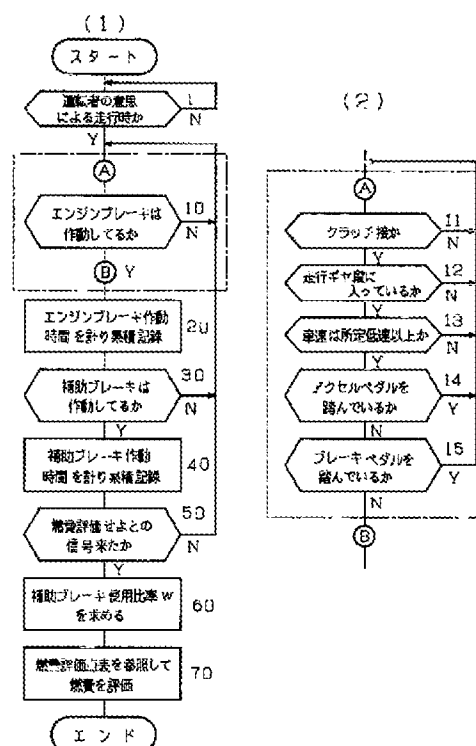 (1)
スタート
運転者の意思
による走行時か
1
N
Y
A
エンジンブレーキは
作動してるか
10
N
B
Y
エンジンブレーキ作動
時間を計り累積記録
20
補助ブレーキは
作動してるか
30
N
Y
補助ブレーキ作動
時間を計り累積記録
40
燃費評価せよとの
信号来たか
50
N
Y
補助ブレーキ使用比率W
を求める
60
燃費評価点表を参照して
燃費を評価
70
エンド
(2)
A
クラッチ接か
11
N
Y
走行ギヤ段に
入っているか
12
N
Y
車速は所定低速以上か
13
N
Y
アクセルペダルを
踏んでいるか
14
Y
N
ブレーキペダルを
踏んでいるか
15
Y
N
B